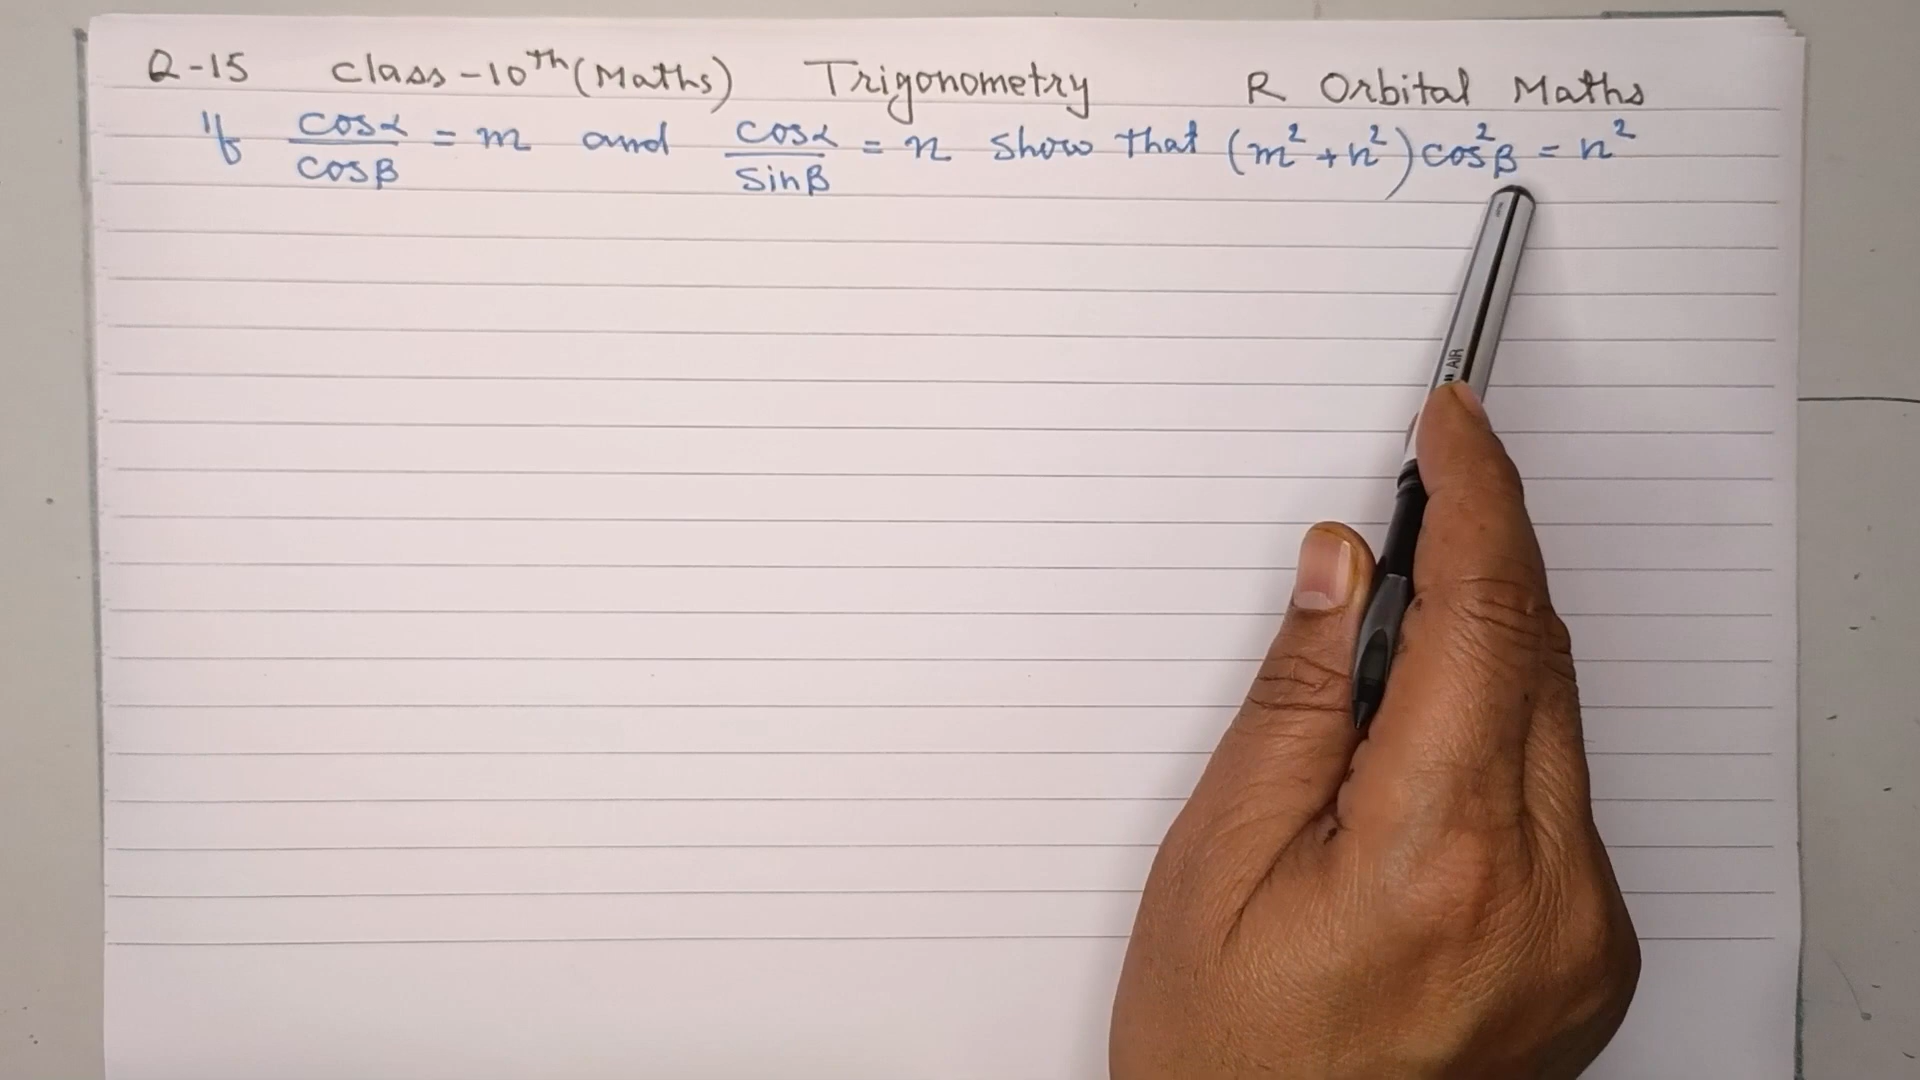 Q-15 Class-10th (Maths) Trigonometry R Orbital Maths
If cosα/cosβ = m and cosα/sinβ = n show that (m² + n²) cos²β = n²
AIR